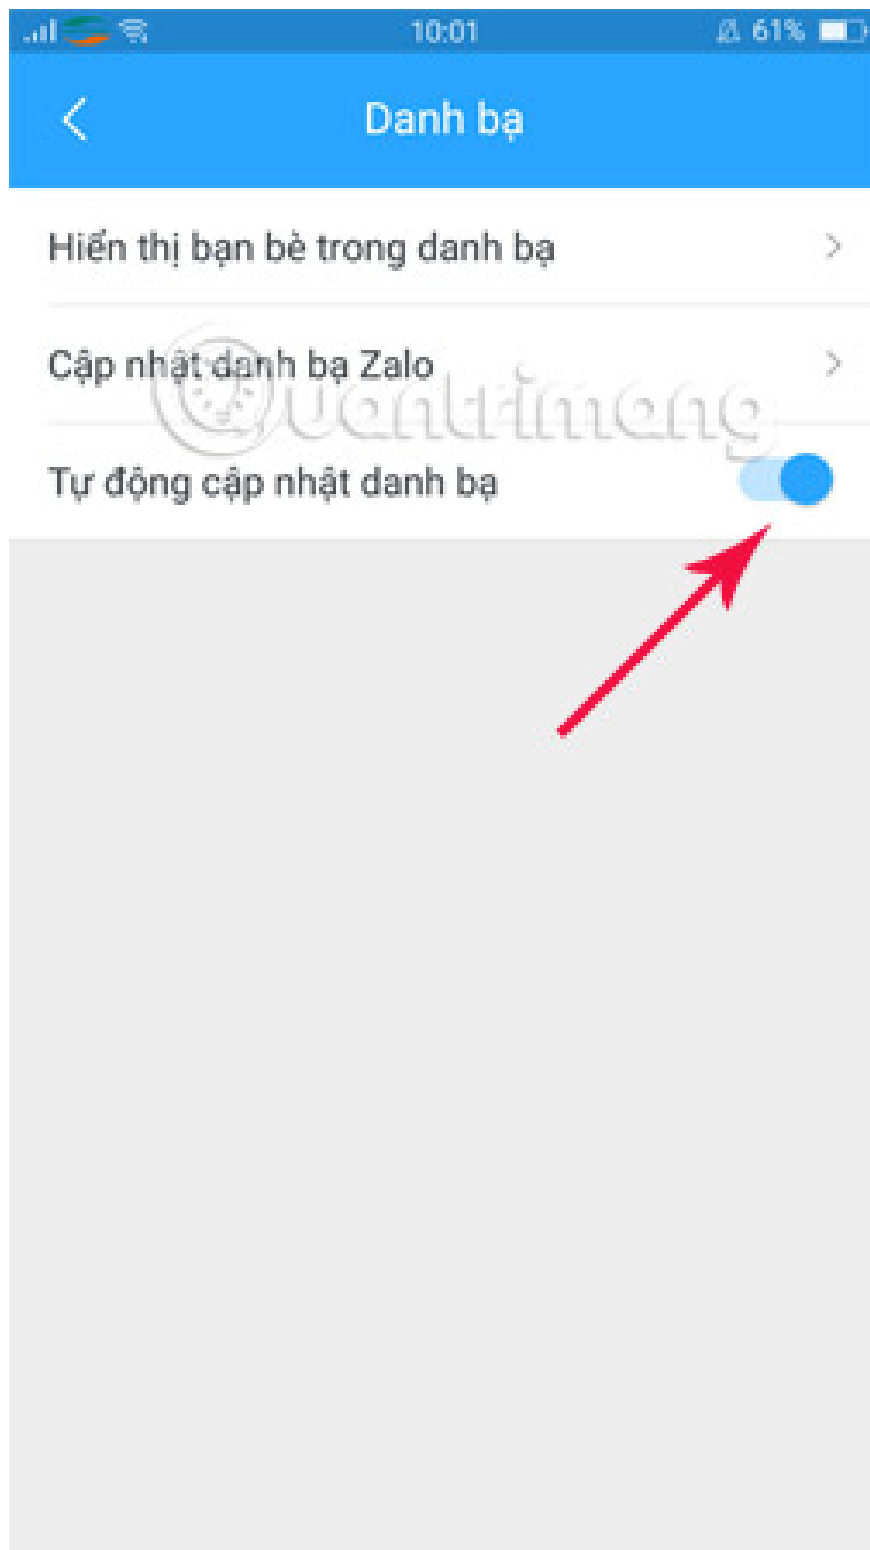 10:01 61%
Danh bạ
Hiển thị bạn bè trong danh bạ
Cập nhật danh bạ Zalo
Quantrimang
Tự động cập nhật danh bạ